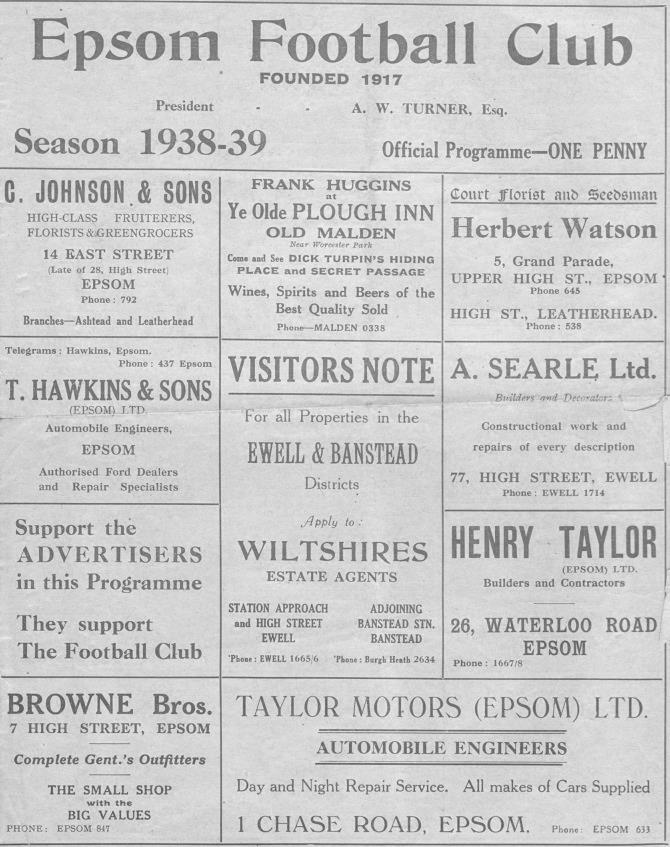 Epsom Football Club
FOUNDED 1917
President - - A. W. TURNER, Esq.
Season 1938-39
Official Programme—ONE PENNY
C. JOHNSON & SONS
HIGH-CLASS FRUITERERS,
FLORISTS & GREENGROCERS
14 EAST STREET
(Late of 28, High Street)
EPSOM
Phone : 792
Branches—Ashtead and Leatherhead
FRANK HUGGINS
at
Ye Olde PLOUGH INN
OLD MALDEN
Near Worcester Park
Come and See DICK TURPIN'S HIDING
PLACE and SECRET PASSAGE
Wines, Spirits and Beers of the
Best Quality Sold
Phone—MALDEN 0338
Court Florist and Seedsman
Herbert Watson
5, Grand Parade,
UPPER HIGH ST., EPSOM
Phone 645
HIGH ST., LEATHERHEAD.
Phone : 538
Telegrams : Hawkins, Epsom.
Phone : 437 Epsom
T. HAWKINS & SONS
(EPSOM) LTD.
Automobile Engineers,
EPSOM
Authorised Ford Dealers
and Repair Specialists
VISITORS NOTE
For all Properties in the
EWELL & BANSTEAD
Districts
Apply to :
WILTSHIRES
ESTATE AGENTS
STATION APPROACH
and HIGH STREET
EWELL
'Phone : EWELL 1665/6
ADJOINING
BANSTEAD STN.
BANSTEAD
'Phone : Burgh Heath 2634
A. SEARLE, Ltd.
Builders and Decorators
Constructional work and
repairs of every description
77, HIGH STREET, EWELL
Phone : EWELL 1714
Support the
ADVERTISERS
in this Programme
They support
The Football Club
HENRY TAYLOR
(EPSOM) LTD.
Builders and Contractors
26, WATERLOO ROAD
EPSOM
Phone : 1667/8
BROWNE Bros.
7 HIGH STREET, EPSOM
Complete Gent.'s Outfitters
THE SMALL SHOP
with the
BIG VALUES
PHONE : EPSOM 847
TAYLOR MOTORS (EPSOM) LTD.
AUTOMOBILE ENGINEERS
Day and Night Repair Service. All makes of Cars Supplied
1 CHASE ROAD, EPSOM. Phone: EPSOM 633